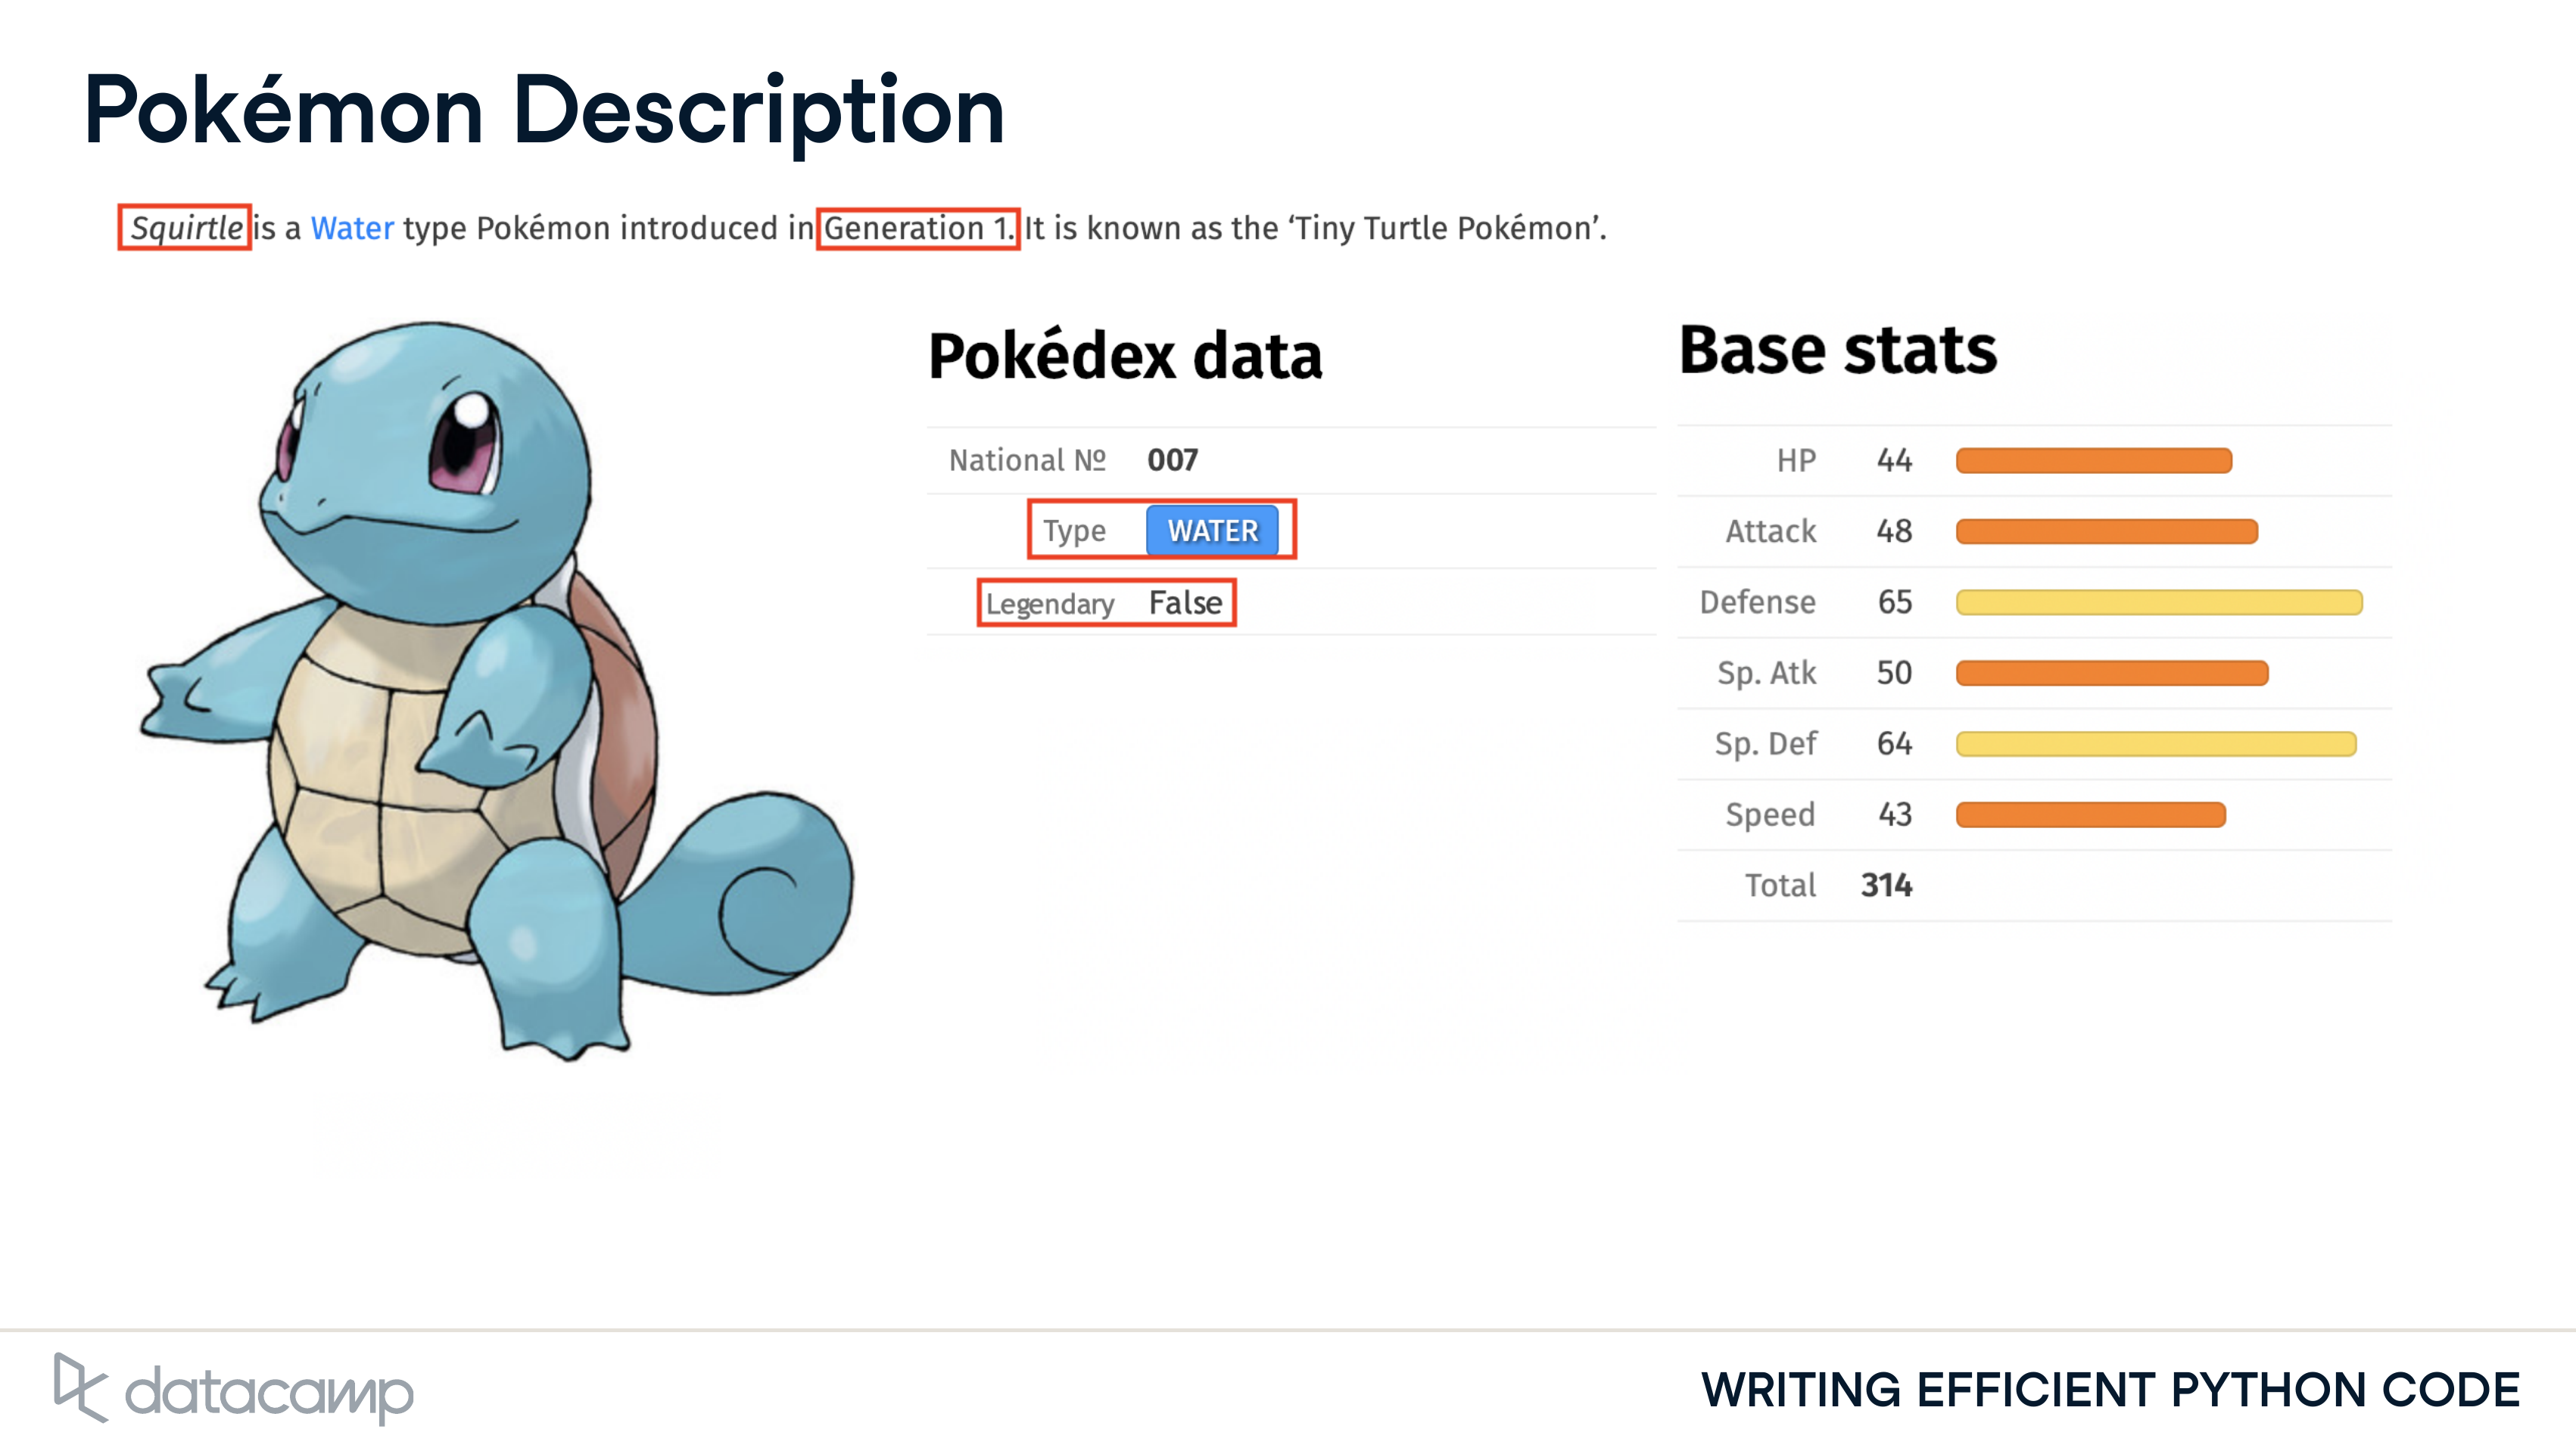 Pokémon Description
Squirtle is a Water type Pokémon introduced in Generation 1. It is known as the ‘Tiny Turtle Pokémon’.
Pokédex data
National Nº 007
Type WATER
Legendary False
Base stats
HP 44
Attack 48
Defense 65
Sp. Atk 50
Sp. Def 64
Speed 43
Total 314
datacamp
WRITING EFFICIENT PYTHON CODE